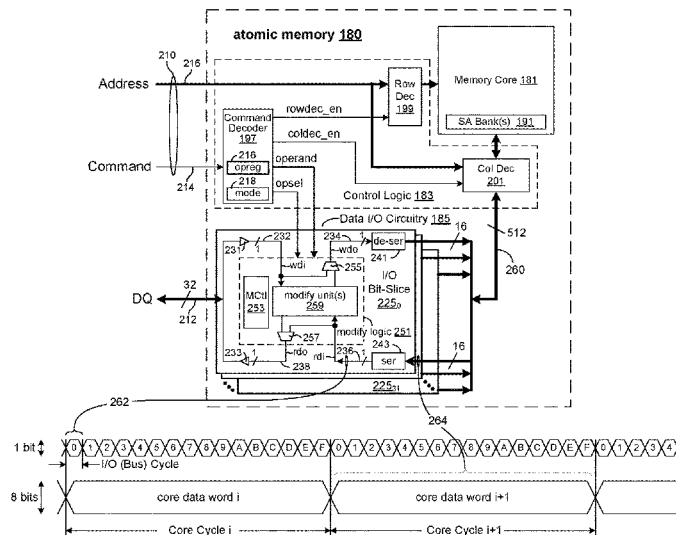 atomic memory 180
210
216
Address
Row Dec 199
Memory Core 181
SA Bank(s) 191
Command Decoder 197
rowdec_en
coldec_en
216
opreg
operand
218
mode
opsel
Command
214
Col Dec 201
Control Logic 183
Data I/O Circuitry 185
512
260
231
1
232
234
1
de-ser
241
16
wdi
wdo
255
I/O Bit-Slice 225₀
32
DQ
212
MCtl 253
modify unit(s) 259
257
modify logic 251
243
233
1
rdo
238
rdi
236
1
ser
16
262
225₃₁
264
1 bit
0 1 2 3 4 5 6 7 8 9 A B C D E F 0 1 2 3 4 5 6 7 8 9 A B C D E F 0 1 2 3 4
I/O (Bus) Cycle
8 bits
core data word i
core data word i+1
Core Cycle i
Core Cycle i+1